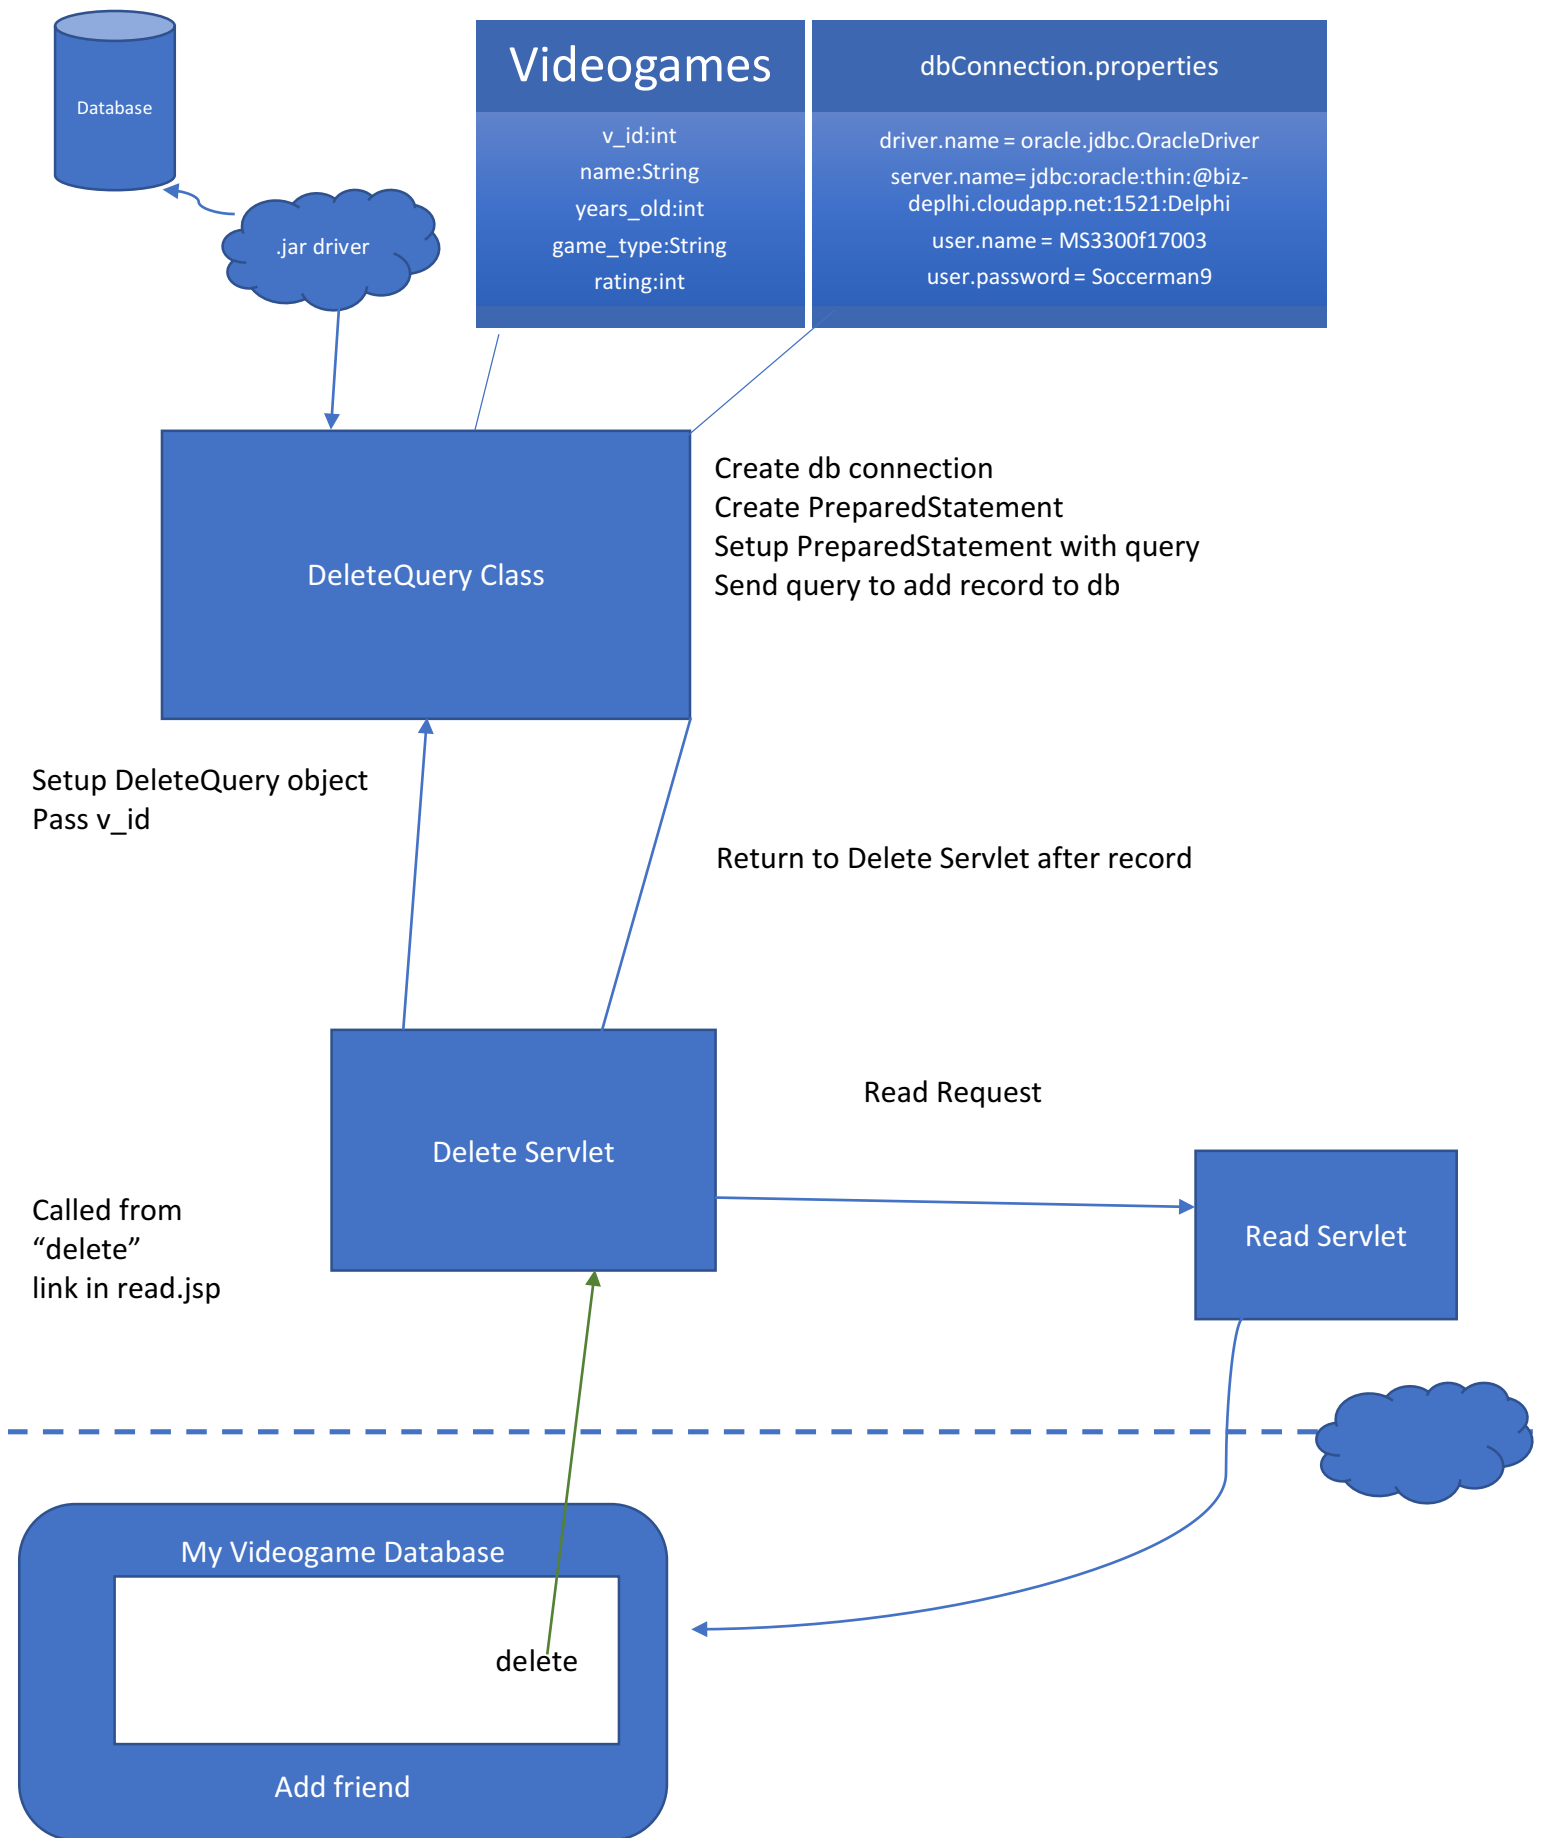 Database
.jar driver
Videogames
v_id:int
name:String
years_old:int
game_type:String
rating:int
dbConnection.properties
driver.name = oracle.jdbc.OracleDriver
server.name= jdbc:oracle:thin:@biz-
deplhi.cloudapp.net:1521:Delphi
user.name = MS3300f17003
user.password = Soccerman9
DeleteQuery Class
Create db connection
Create PreparedStatement
Setup PreparedStatement with query
Send query to add record to db
Setup DeleteQuery object
Pass v_id
Return to Delete Servlet after record
Delete Servlet
Read Request
Read Servlet
Called from
“delete”
link in read.jsp
My Videogame Database
delete
Add friend